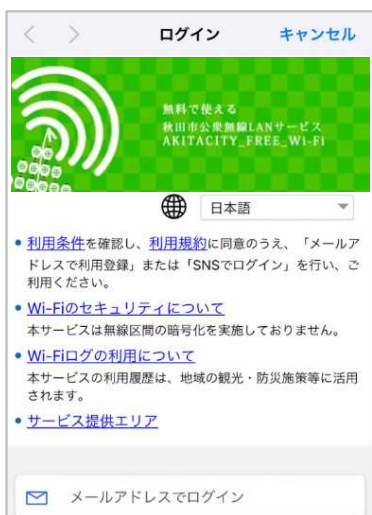 ログイン
キャンセル
無料で使える
秋田市公衆無線LANサービス
AKITACITY_FREE_Wi-Fi
日本語
利用条件を確認し、利用規約に同意のうえ、「メールア
ドレスで利用登録」または「SNSでログイン」を行い、ご
利用ください。
Wi-Fiのセキュリティについて
本サービスは無線区間の暗号化を実施しておりません。
Wi-Fiログの利用について
本サービスの利用履歴は、地域の観光・防災施策等に活用
されます。
サービス提供エリア
メールアドレスでログイン